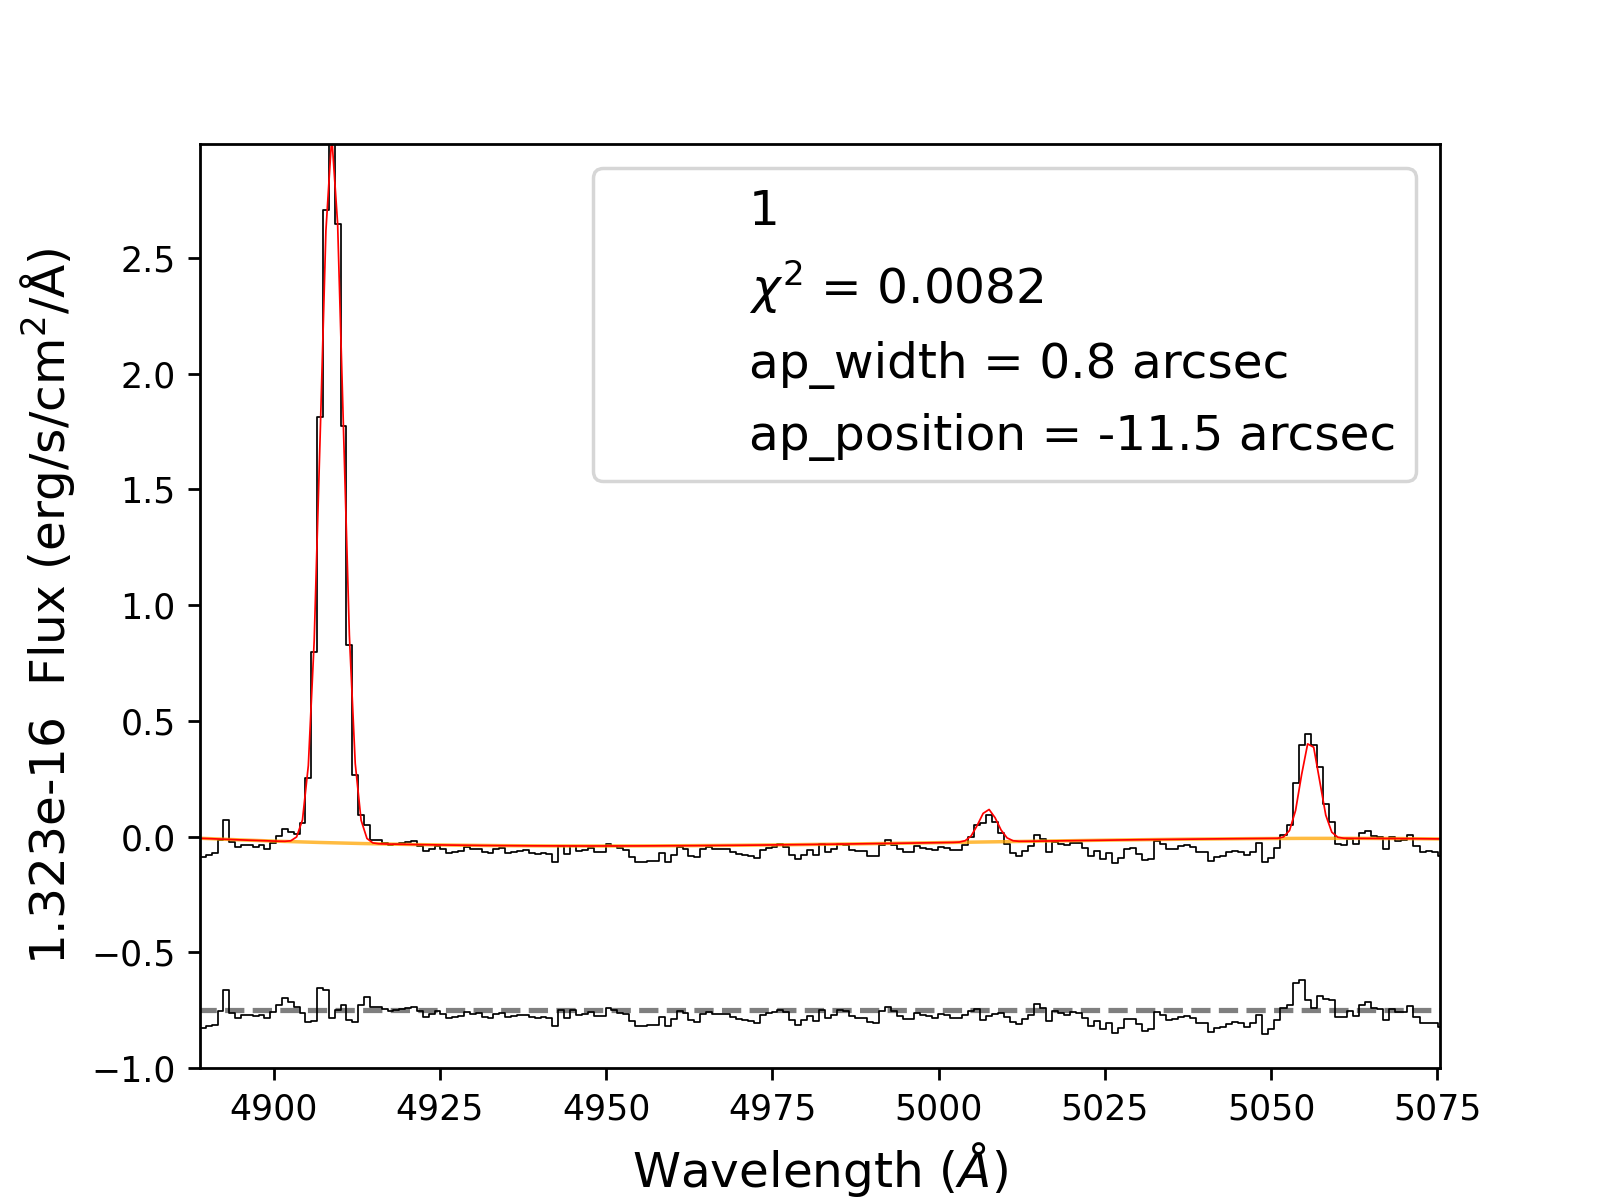 1
χ² = 0.0082
ap_width = 0.8 arcsec
ap_position = -11.5 arcsec
1.323e-16 Flux (erg/s/cm²/Å)
2.5
2.0
1.5
1.0
0.5
0.0
−0.5
−1.0
4900 4925 4950 4975 5000 5025 5050 5075
Wavelength (Å)